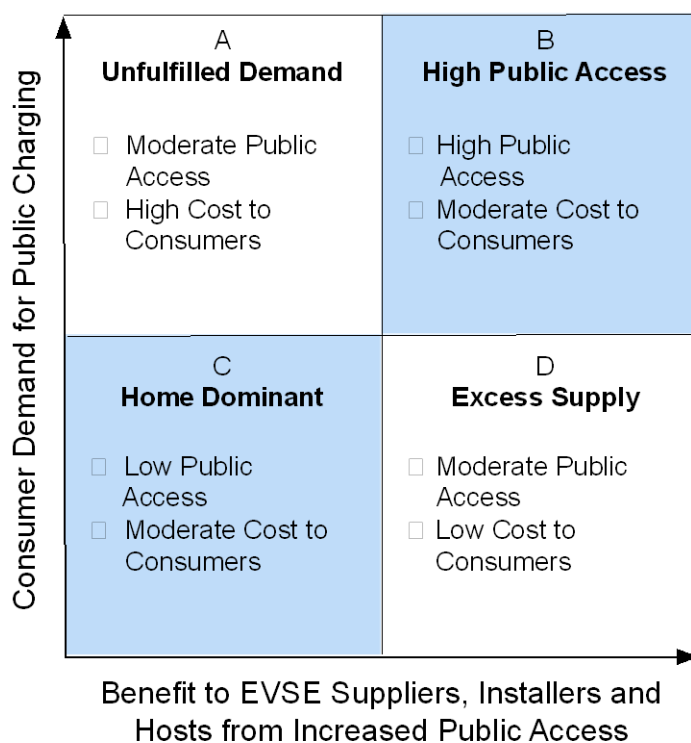 A
Unfulfilled Demand
Moderate Public
Access
High Cost to
Consumers
B
High Public Access
High Public
Access
Moderate Cost to
Consumers
C
Home Dominant
Low Public
Access
Moderate Cost to
Consumers
D
Excess Supply
Moderate Public
Access
Low Cost to
Consumers
Consumer Demand for Public Charging
Benefit to EVSE Suppliers, Installers and
Hosts from Increased Public Access